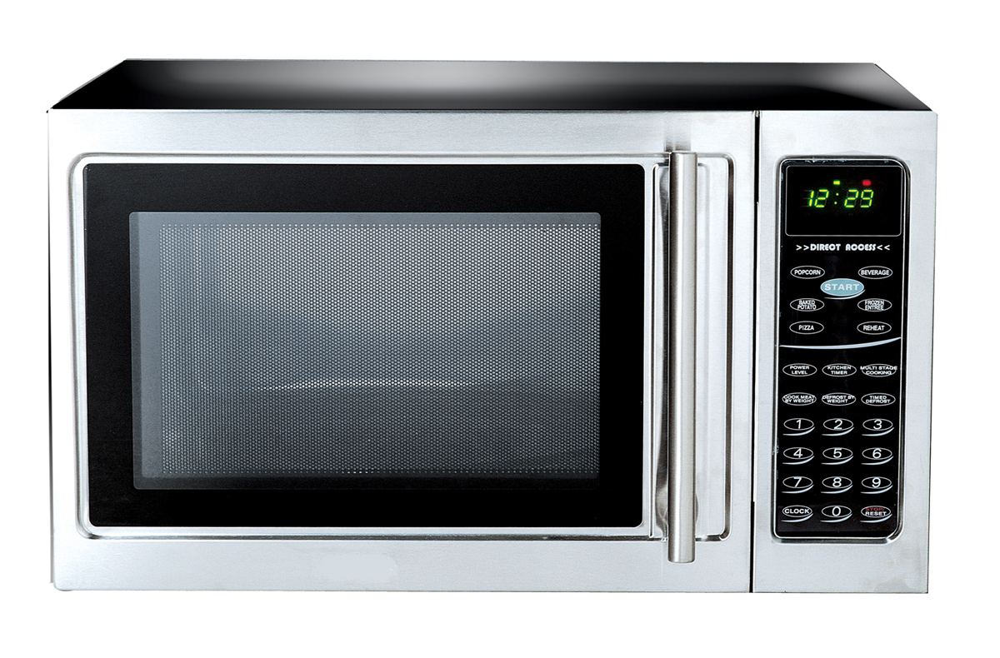 12:29
>>DIRECT ACCESS<<
POPCORN BEVERAGE
START
BAKED POTATO FROZEN ENTREE
PIZZA REHEAT
POWER LEVEL KITCHEN TIMER MULTI STAGE COOKING
COOK MEAT BY WEIGHT DEFROST BY WEIGHT TIMED DEFROST
1 2 3
4 5 6
7 8 9
CLOCK 0 STOP/ RESET